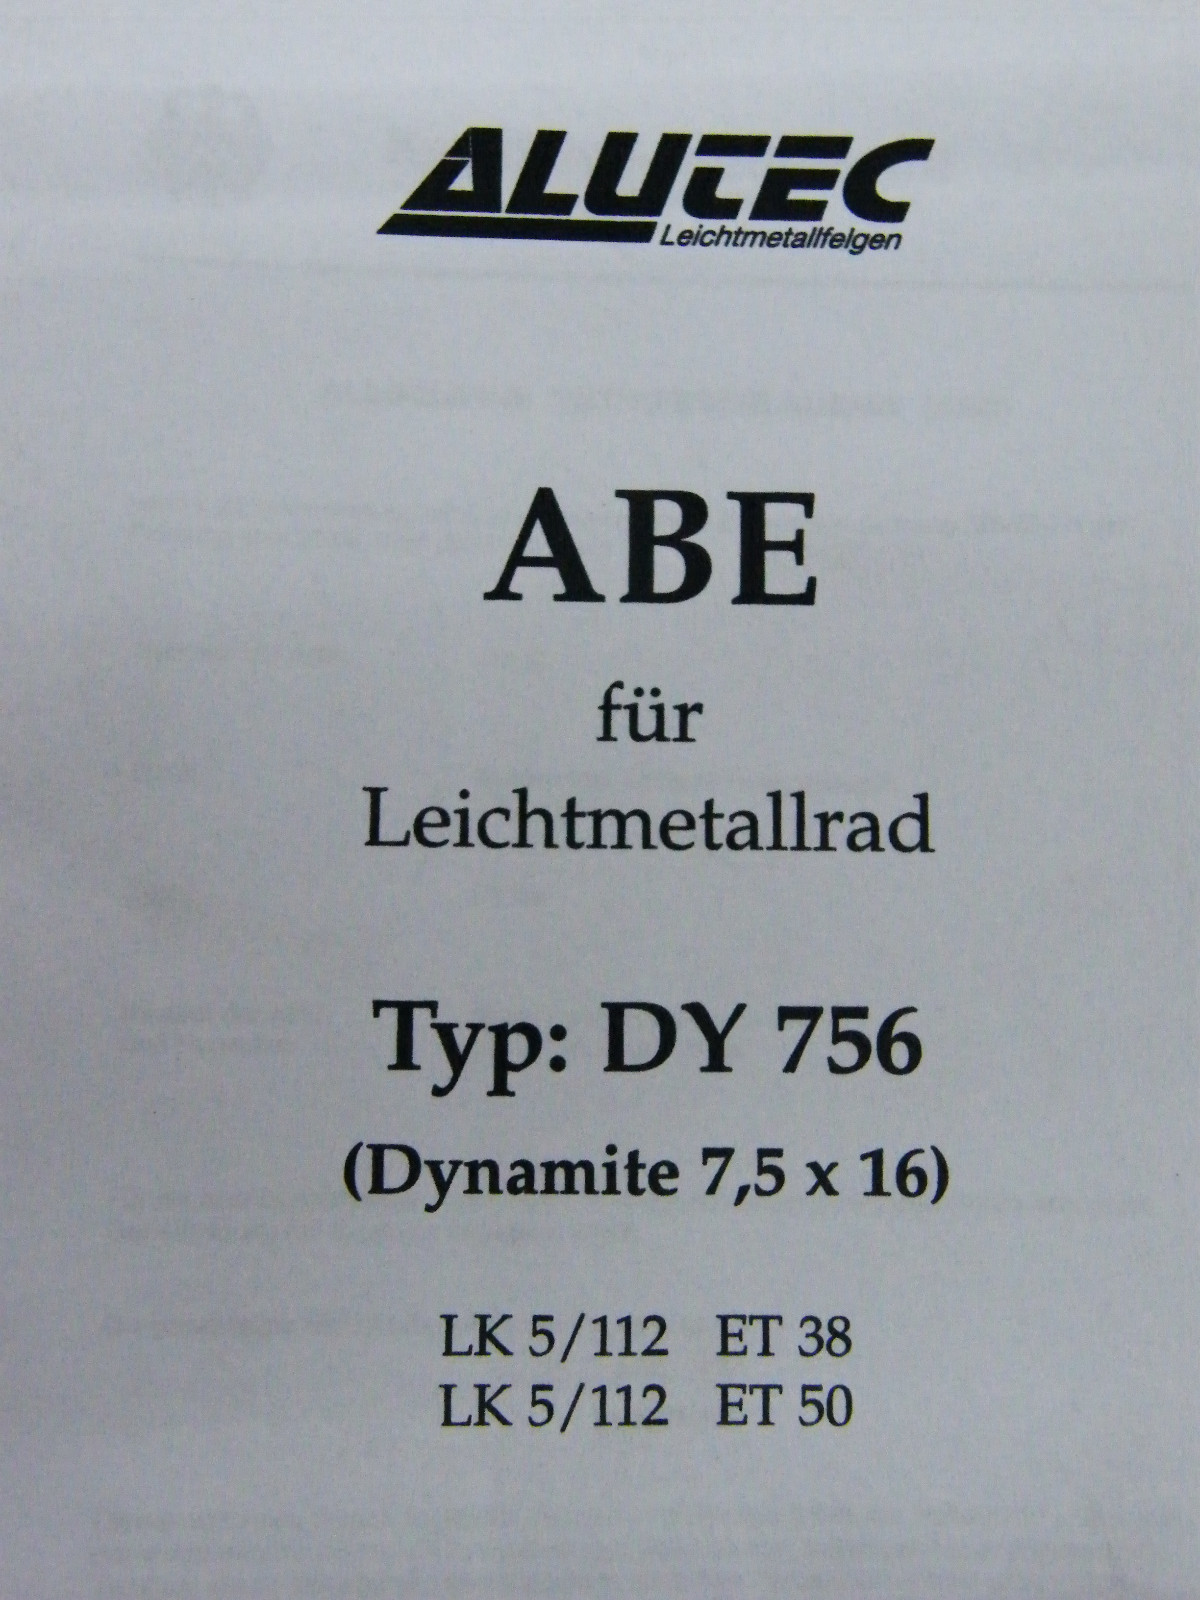 ALUTEC
Leichtmetallfelgen
ABE
für
Leichtmetallrad
Typ: DY 756
(Dynamite 7,5 x 16)
LK 5/112 ET 38
LK 5/112 ET 50